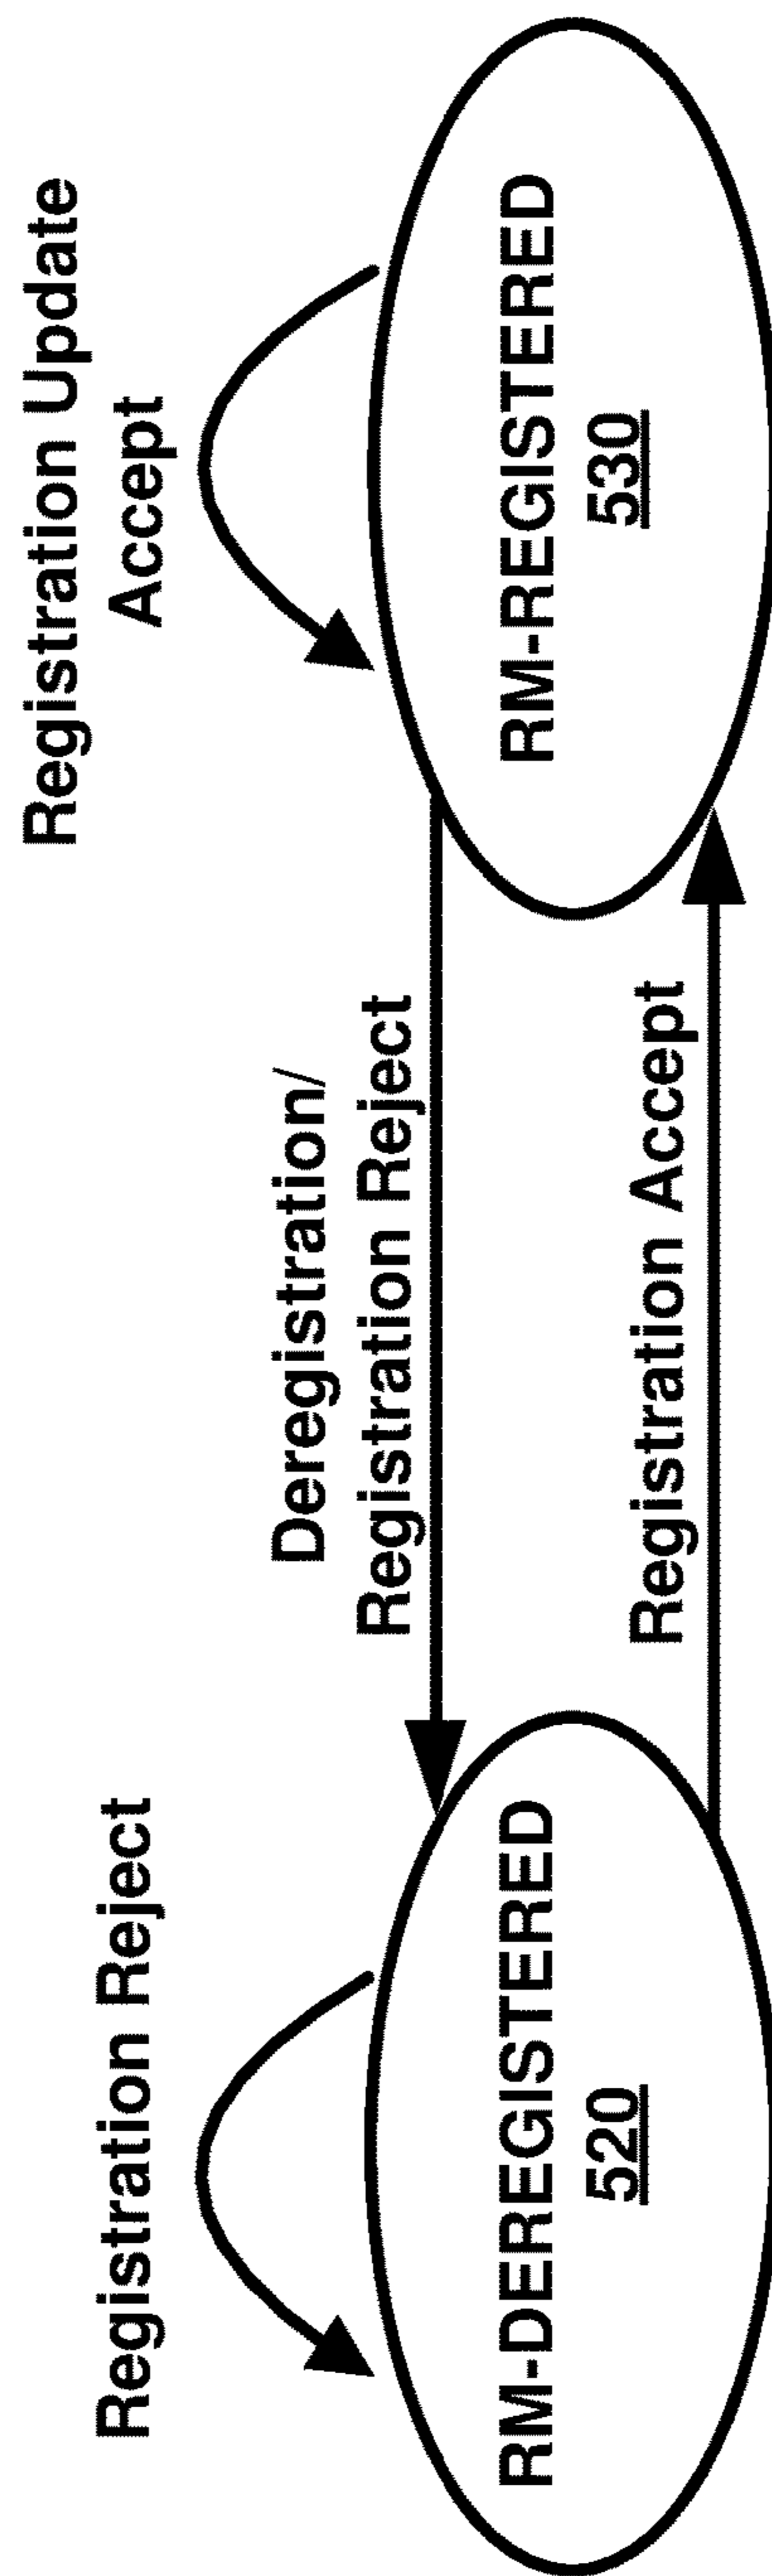 Registration Reject
RM-DEREGISTERED
520
Deregistration/
Registration Reject
Registration Accept
Registration Update
Accept
RM-REGISTERED
530